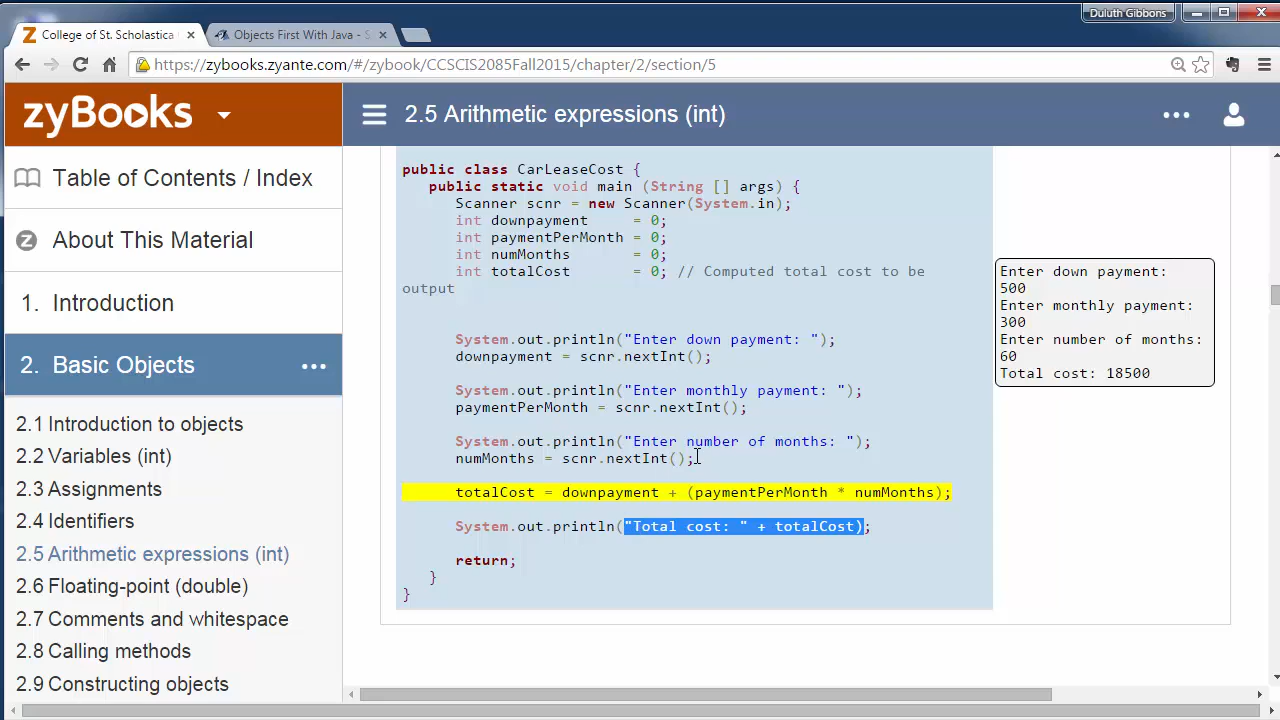 Duluth Gibbons
College of St. Scholastica
Objects First With Java - S
https://zybooks.zyante.com/#/zybook/CCSCIS2085Fall2015/chapter/2/section/5
zyBooks
2.5 Arithmetic expressions (int)
Table of Contents / Index
About This Material
1. Introduction
2. Basic Objects
2.1 Introduction to objects
2.2 Variables (int)
2.3 Assignments
2.4 Identifiers
2.5 Arithmetic expressions (int)
2.6 Floating-point (double)
2.7 Comments and whitespace
2.8 Calling methods
2.9 Constructing objects
public class CarLeaseCost {
public static void main (String [] args) {
Scanner scnr = new Scanner(System.in);
int downpayment = 0;
int paymentPerMonth = 0;
int numMonths = 0;
int totalCost = 0; // Computed total cost to be
output
System.out.println("Enter down payment: ");
downpayment = scnr.nextInt();
System.out.println("Enter monthly payment: ");
paymentPerMonth = scnr.nextInt();
System.out.println("Enter number of months: ");
numMonths = scnr.nextInt();
totalCost = downpayment + (paymentPerMonth * numMonths);
System.out.println("Total cost: " + totalCost);
return;
}
}
Enter down payment:
500
Enter monthly payment:
300
Enter number of months:
60
Total cost: 18500